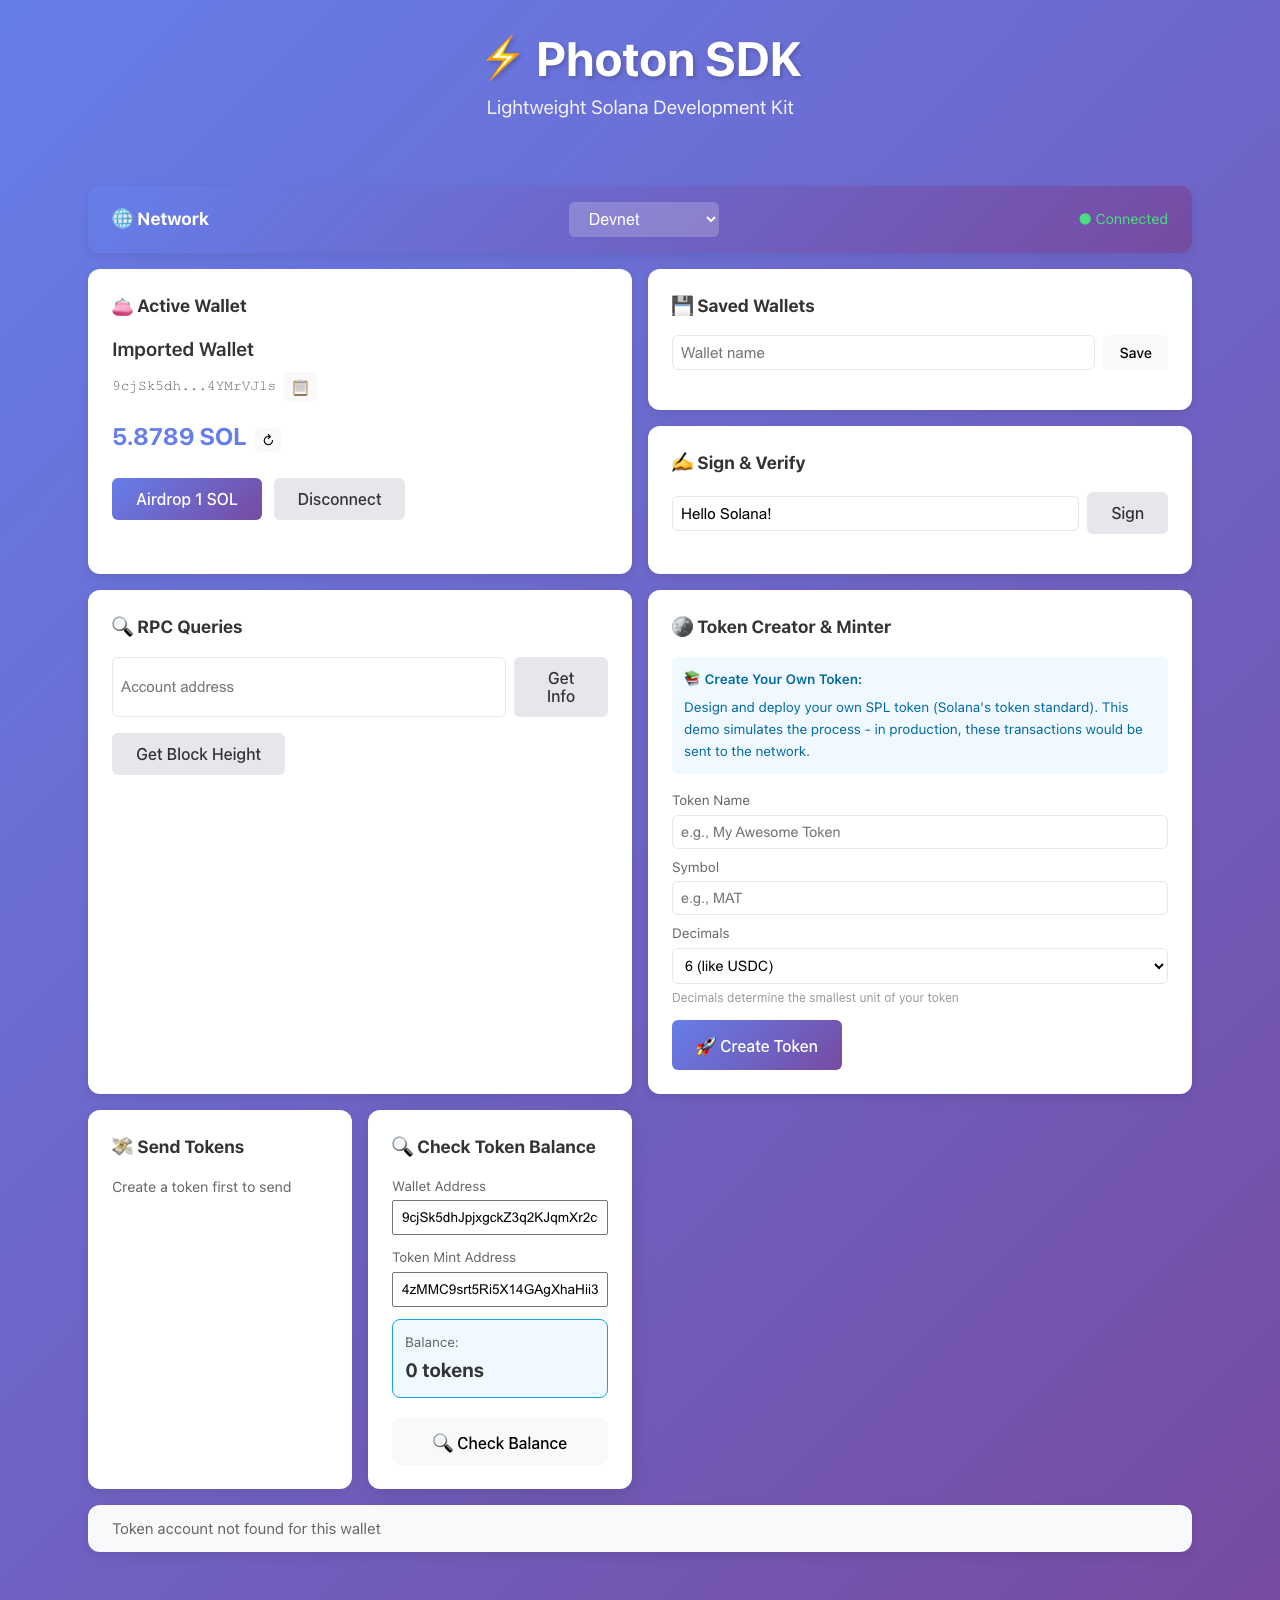 ⚡ Photon SDK
Lightweight Solana Development Kit
🌐 Network
Devnet
● Connected
👛 Active Wallet
Imported Wallet
9cjSk5dh...4YMrVJ1s 📋
5.8789 SOL ↻
Airdrop 1 SOL
Disconnect
💾 Saved Wallets
Wallet name
Save
✍️ Sign & Verify
Hello Solana!
Sign
🔍 RPC Queries
Account address
Get
Info
Get Block Height
🪙 Token Creator & Minter
📚 Create Your Own Token:
Design and deploy your own SPL token (Solana's token standard). This
demo simulates the process - in production, these transactions would be
sent to the network.
Token Name
e.g., My Awesome Token
Symbol
e.g., MAT
Decimals
6 (like USDC)
Decimals determine the smallest unit of your token
🚀 Create Token
💸 Send Tokens
Create a token first to send
🔍 Check Token Balance
Wallet Address
9cjSk5dhJpjxgckZ3q2KJqmXr2c
Token Mint Address
4zMMC9srt5Ri5X14GAgXhaHii3
Balance:
0 tokens
🔍 Check Balance
Token account not found for this wallet